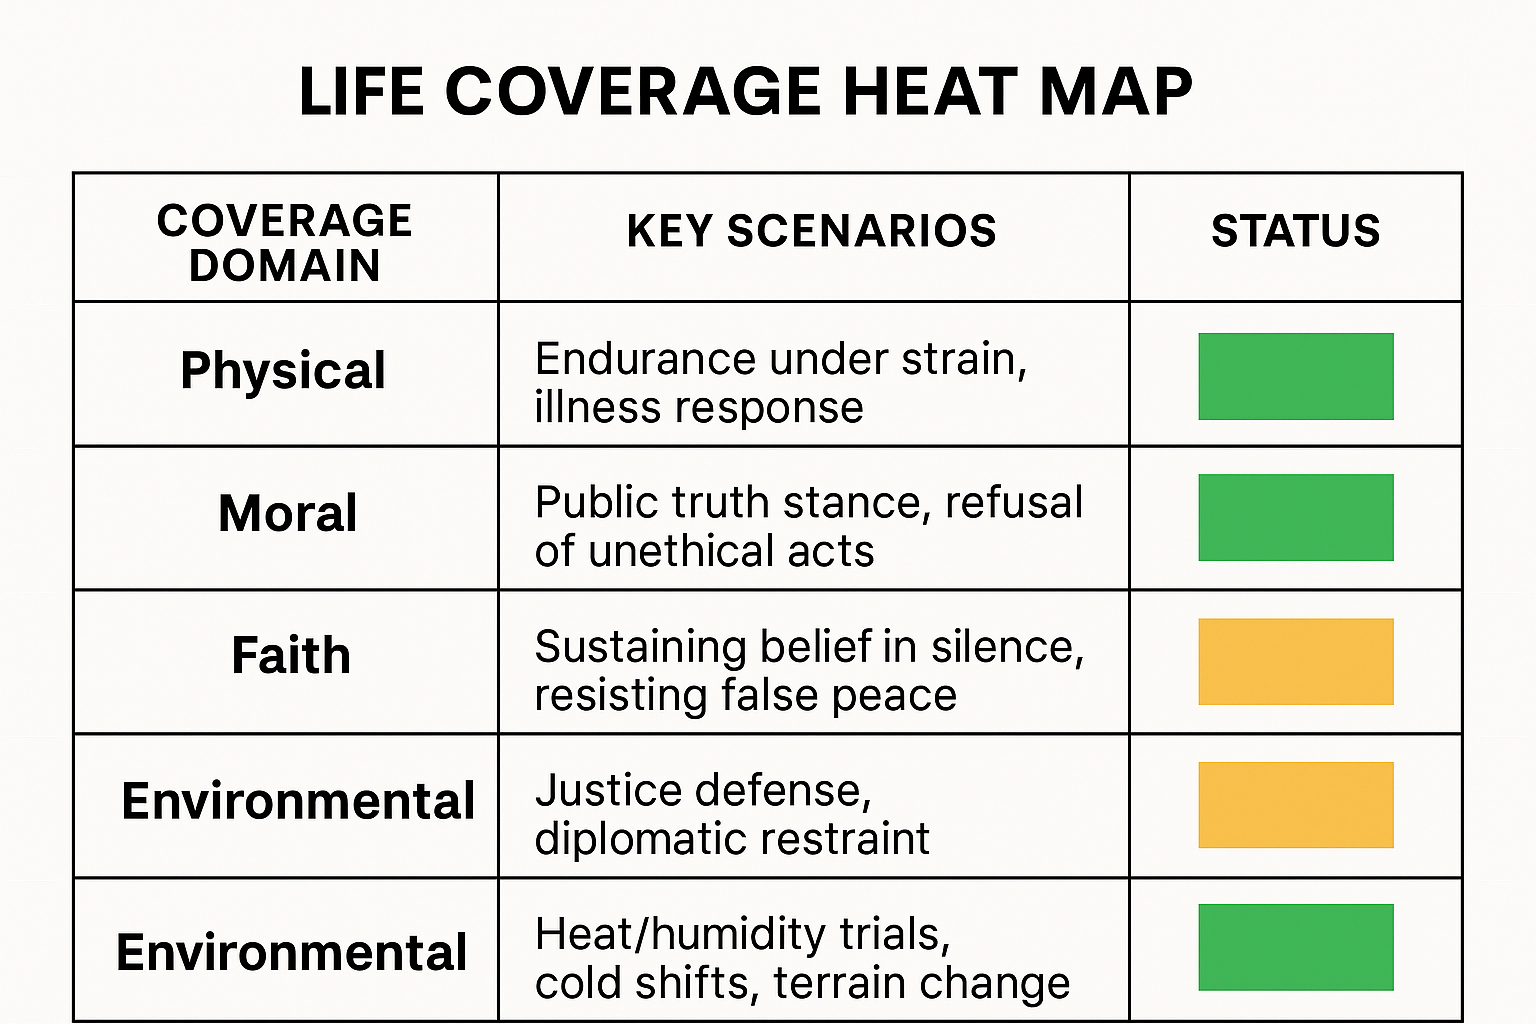 LIFE COVERAGE HEAT MAP
COVERAGE
DOMAIN
KEY SCENARIOS
STATUS
Physical
Endurance under strain,
illness response
Moral
Public truth stance, refusal
of unethical acts
Faith
Sustaining belief in silence,
resisting false peace
Environmental
Justice defense,
diplomatic restraint
Environmental
Heat/humidity trials,
cold shifts, terrain change